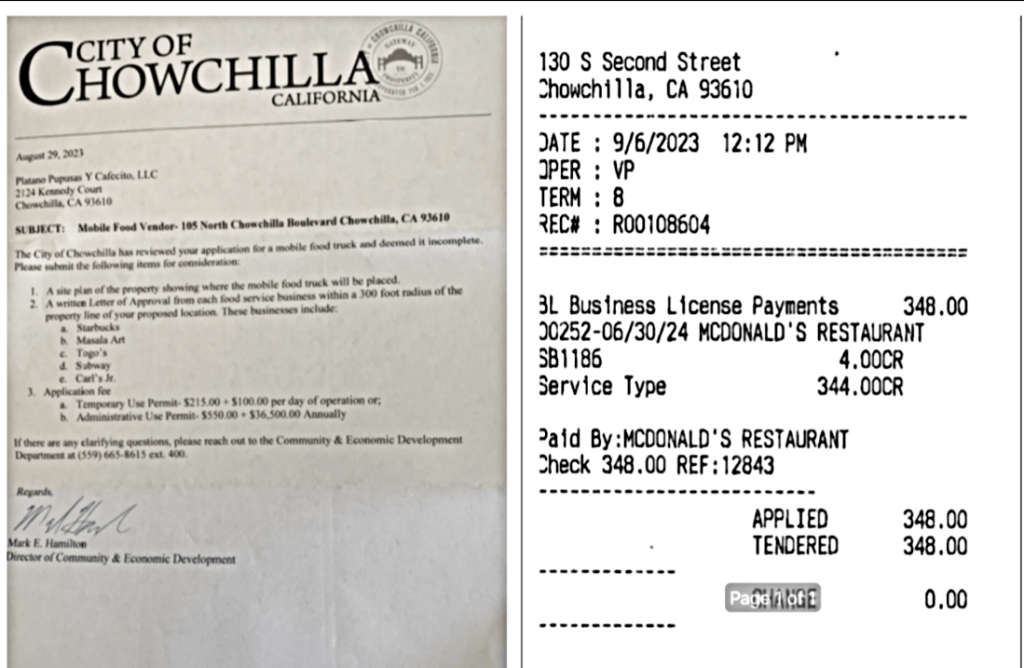 CITY OF
CHOWCHILLA
CALIFORNIA
CHOWCHILLA CALIFORNIA
GATEWAY
TO
PROSPERITY
August 29, 2023
Platano Pupusas Y Cafecito, LLC
2124 Kennedy Court
Chowchilla, CA 93610
SUBJECT: Mobile Food Vendor- 105 North Chowchilla Boulevard Chowchilla, CA 93610
The City of Chowchilla has reviewed your application for a mobile food truck and deemed it incomplete.
Please submit the following items for consideration:
1. A site plan of the property showing where the mobile food truck will be placed.
2. A written Letter of Approval from each food service business within a 300 foot radius of the
property line of your proposed location. These businesses include:
a. Starbucks
b. Masala Art
c. Togo's
d. Subway
e. Carl's Jr.
3. Application fee
a. Temporary Use Permit- $215.00 + $100.00 per day of operation or;
b. Administrative Use Permit- $550.00 + $36,500.00 Annually
If there are any clarifying questions, please reach out to the Community & Economic Development
Department at (559) 665-8615 ext. 400.
Regards,
Mark E. Hamilton
Director of Community & Economic Development
130 S Second Street
Chowchilla, CA 93610
DATE : 9/6/2023 12:12 PM
OPER : VP
TERM : 8
REC# : R00108604
BL Business License Payments 348.00
00252-06/30/24 MCDONALD'S RESTAURANT
SB1186 4.00CR
Service Type 344.00CR
Paid By:MCDONALD'S RESTAURANT
Check 348.00 REF:12843
APPLIED 348.00
TENDERED 348.00
CHANGE 0.00
Page 1 of 1